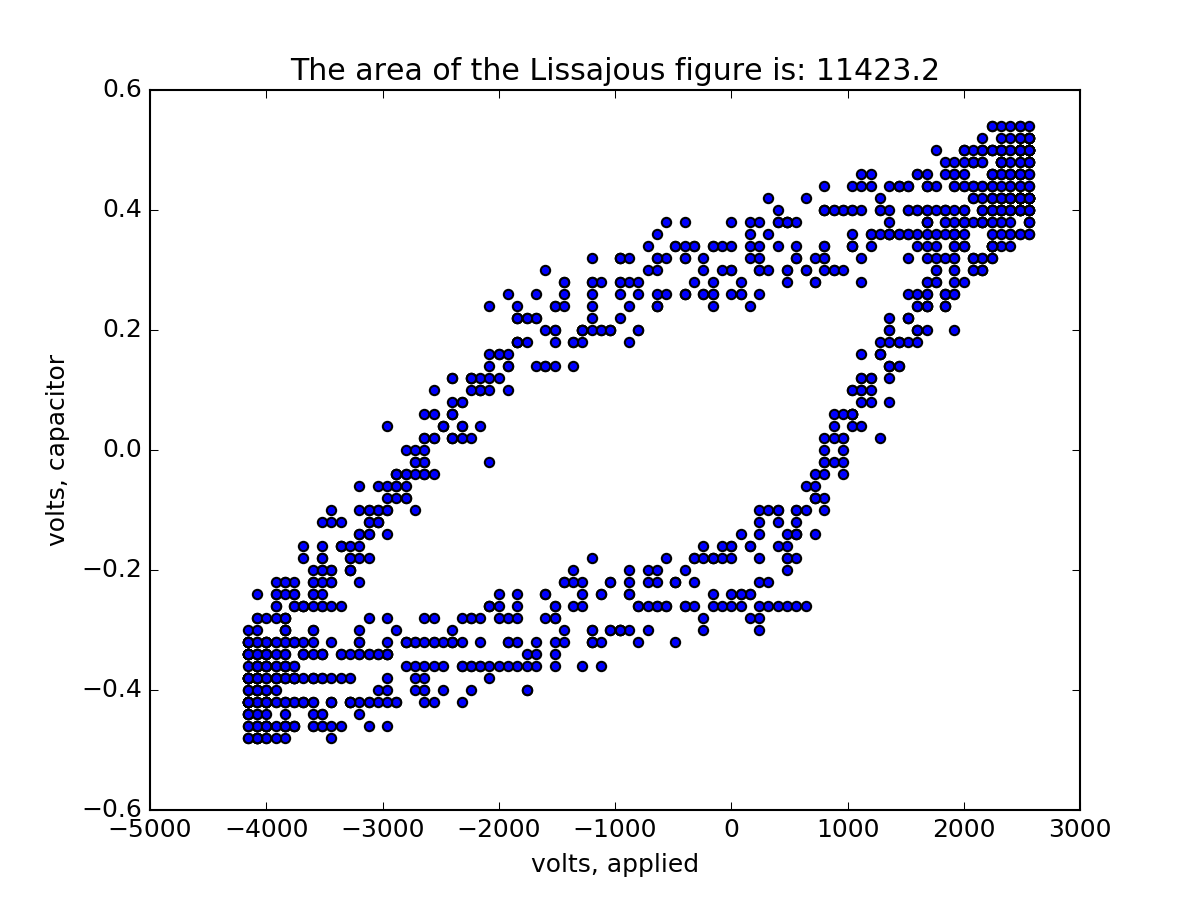 The area of the Lissajous figure is: 11423.2
0.6
0.4
0.2
0.0
−0.2
−0.4
−0.6
volts, capacitor
−5000 −4000 −3000 −2000 −1000 0 1000 2000 3000
volts, applied